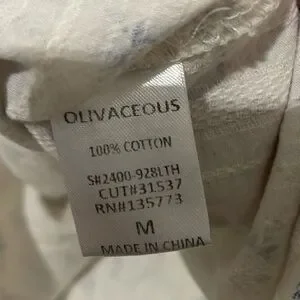 OLIVACEOUS
100% COTTON
S#2400-928LTH
CUT#31537
RN#135773
M
MADE IN CHINA